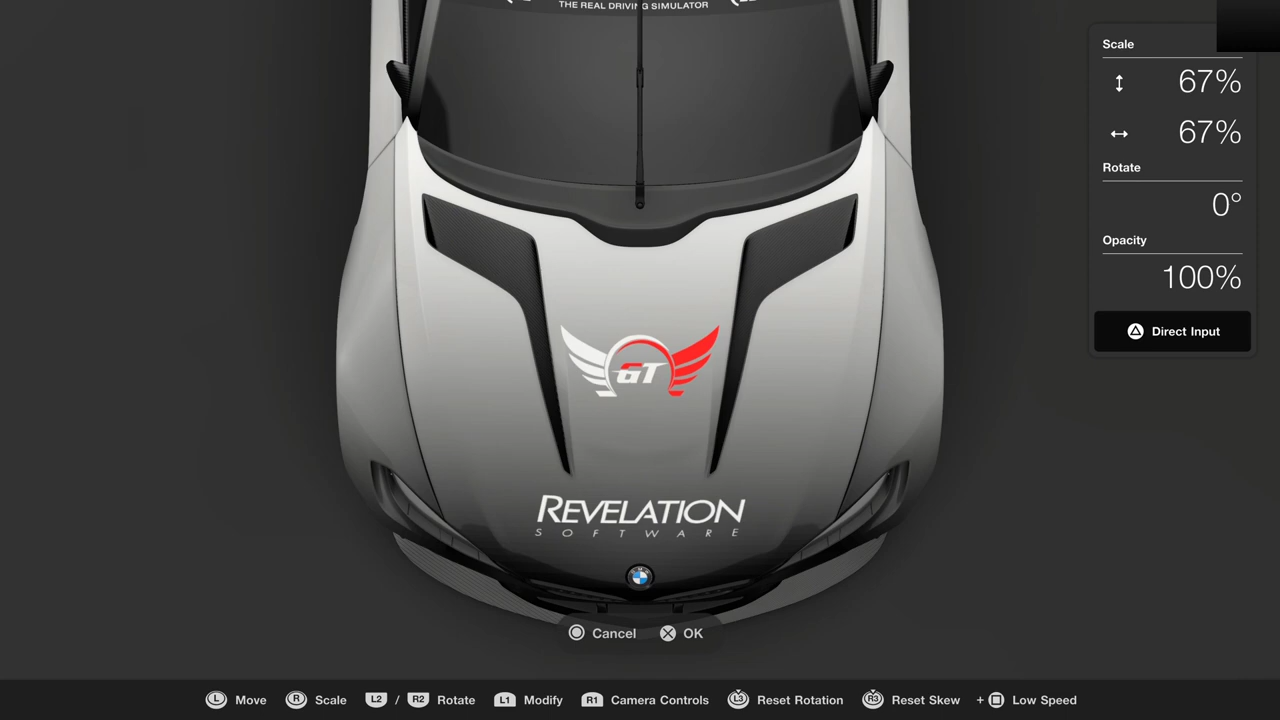 THE REAL DRIVING SIMULATOR
Scale
67%
67%
Rotate
0°
Opacity
100%
Direct Input
GT
REVELATION
SOFTWARE
BMW
Cancel
OK
L Move
R Scale
L2 / R2 Rotate
L1 Modify
R1 Camera Controls
L3 Reset Rotation
R3 Reset Skew
+ Low Speed